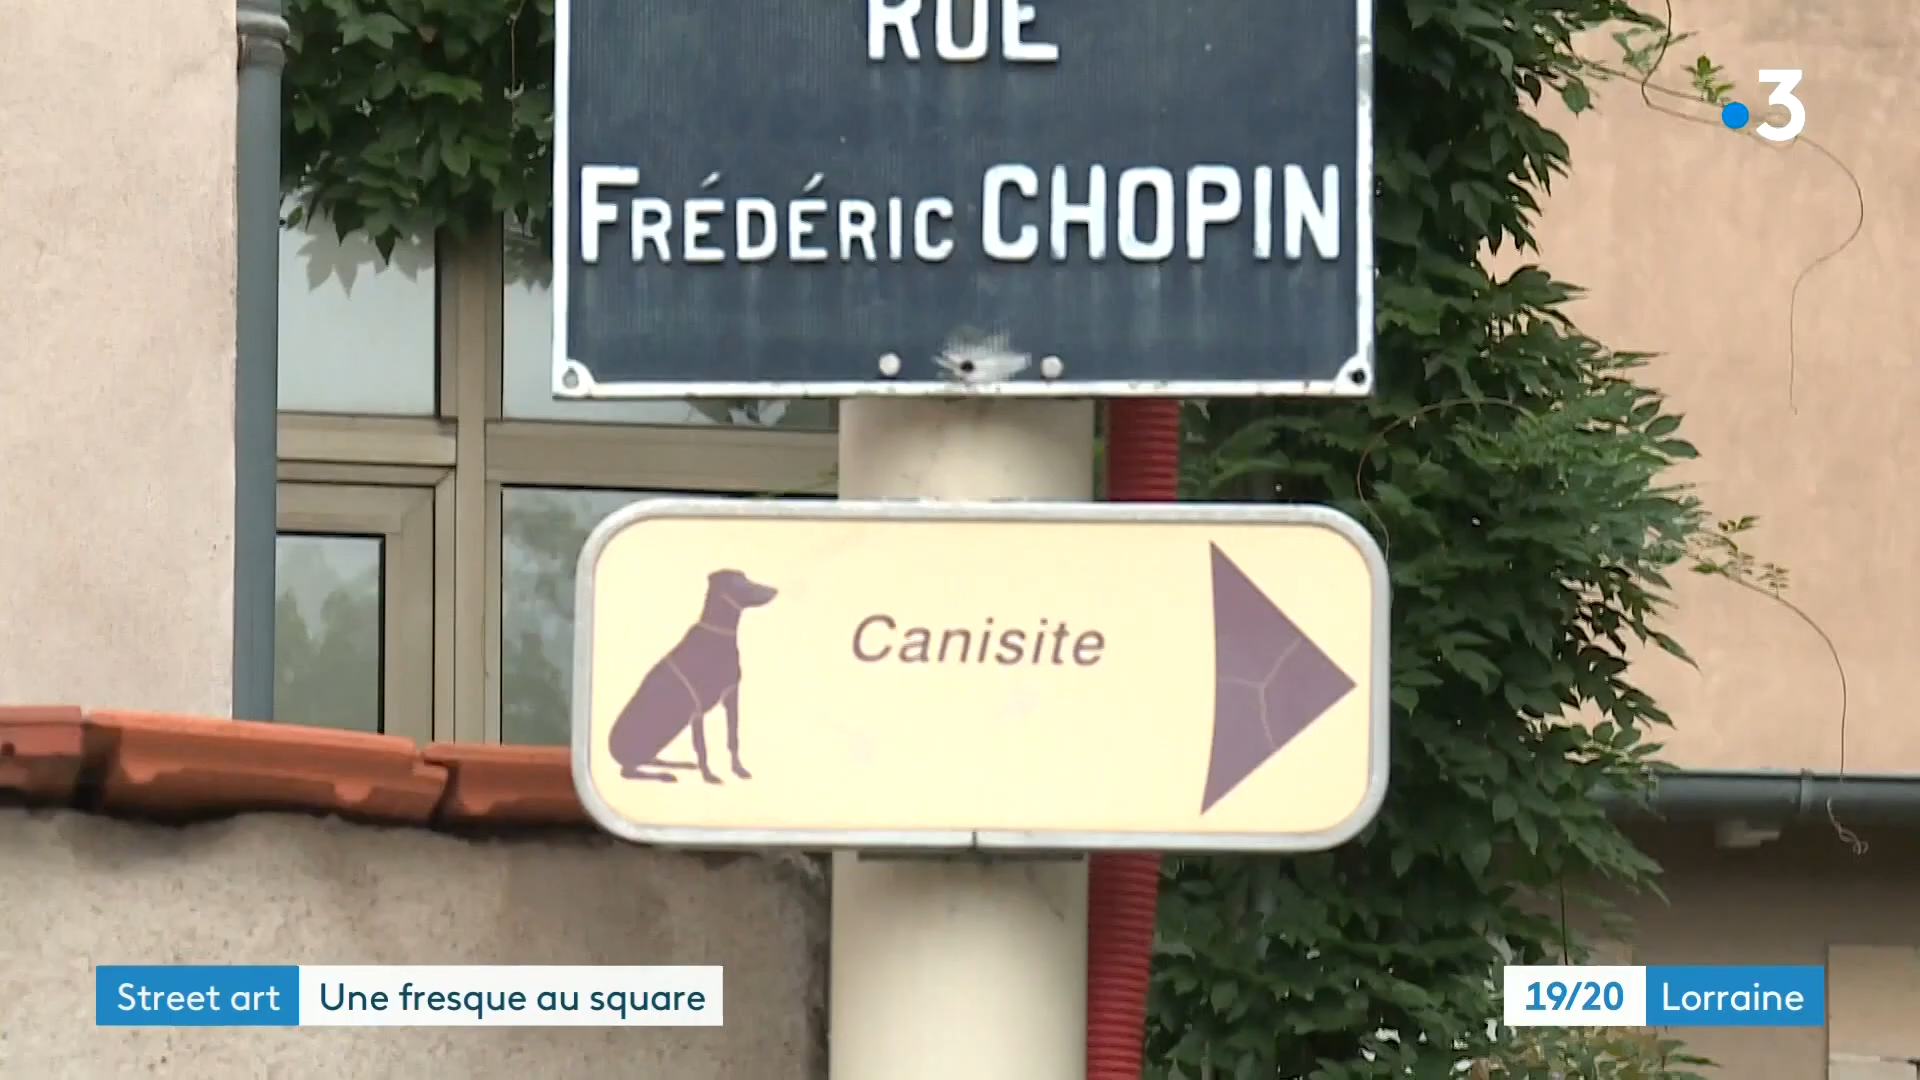 RUE
FRÉDÉRIC CHOPIN
3
Canisite
Street art Une fresque au square
19/20 Lorraine